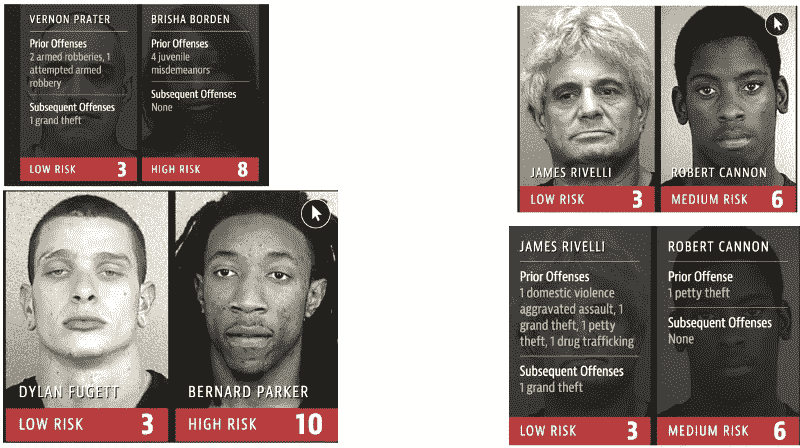 VERNON PRATER
Prior Offenses
2 armed robberies, 1
attempted armed
robbery
Subsequent Offenses
1 grand theft
LOW RISK 3
BRISHA BORDEN
Prior Offenses
4 juvenile
misdemeanors
Subsequent Offenses
None
HIGH RISK 8
JAMES RIVELLI
LOW RISK 3
ROBERT CANNON
MEDIUM RISK 6
DYLAN FUGETT
LOW RISK 3
BERNARD PARKER
HIGH RISK 10
JAMES RIVELLI
Prior Offenses
1 domestic violence
aggravated assault, 1
grand theft, 1 petty
theft, 1 drug trafficking
Subsequent Offenses
1 grand theft
LOW RISK 3
ROBERT CANNON
Prior Offense
1 petty theft
Subsequent Offenses
None
MEDIUM RISK 6